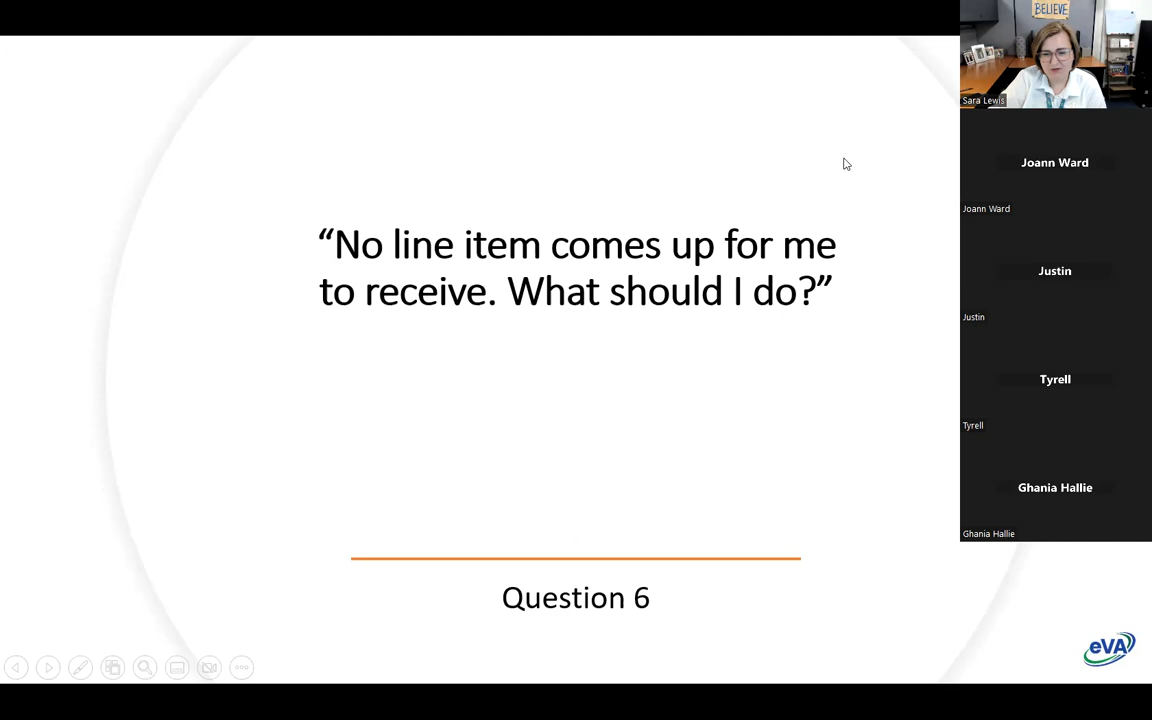 BELIEVE
Sara Lewis
Joann Ward
Joann Ward
Justin
Justin
Tyrell
Tyrell
Ghania Hallie
Ghania Hallie
“No line item comes up for me
to receive. What should I do?”
Question 6
eVA